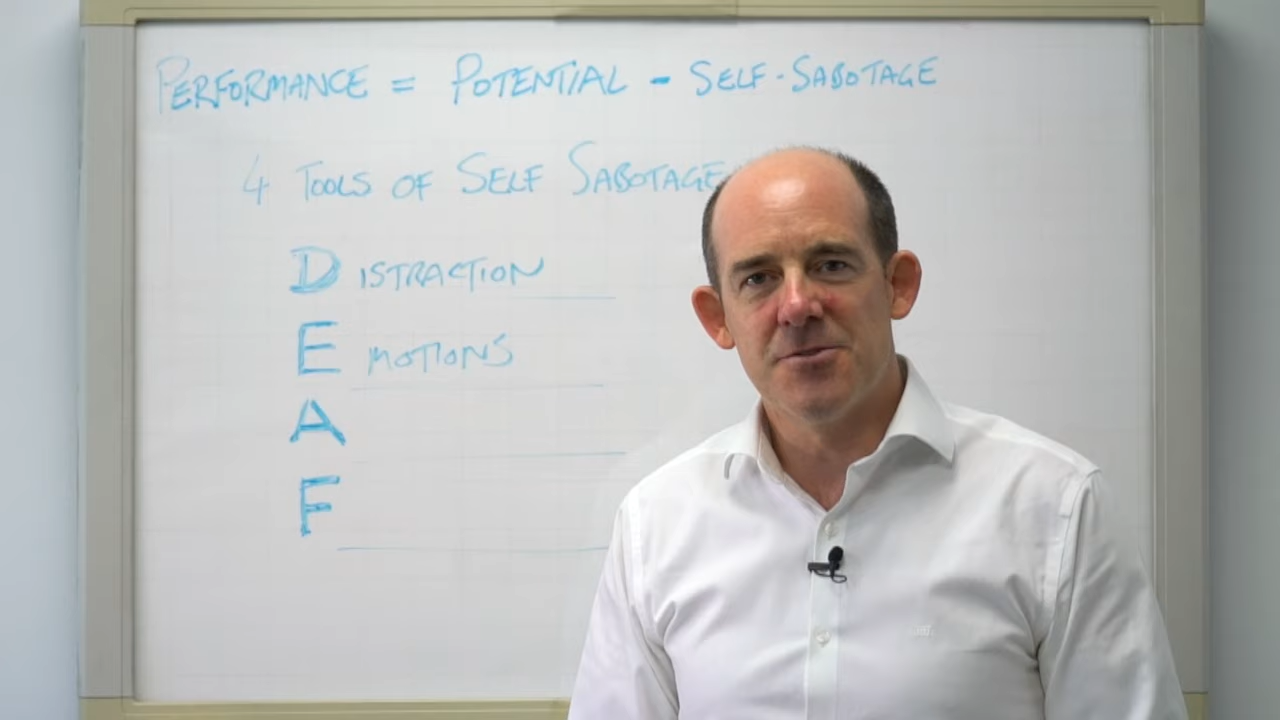 PERFORMANCE = POTENTIAL - SELF-SABOTAGE
4 TOOLS OF SELF SABOTAGE
DISTRACTION
EMOTIONS
A
F